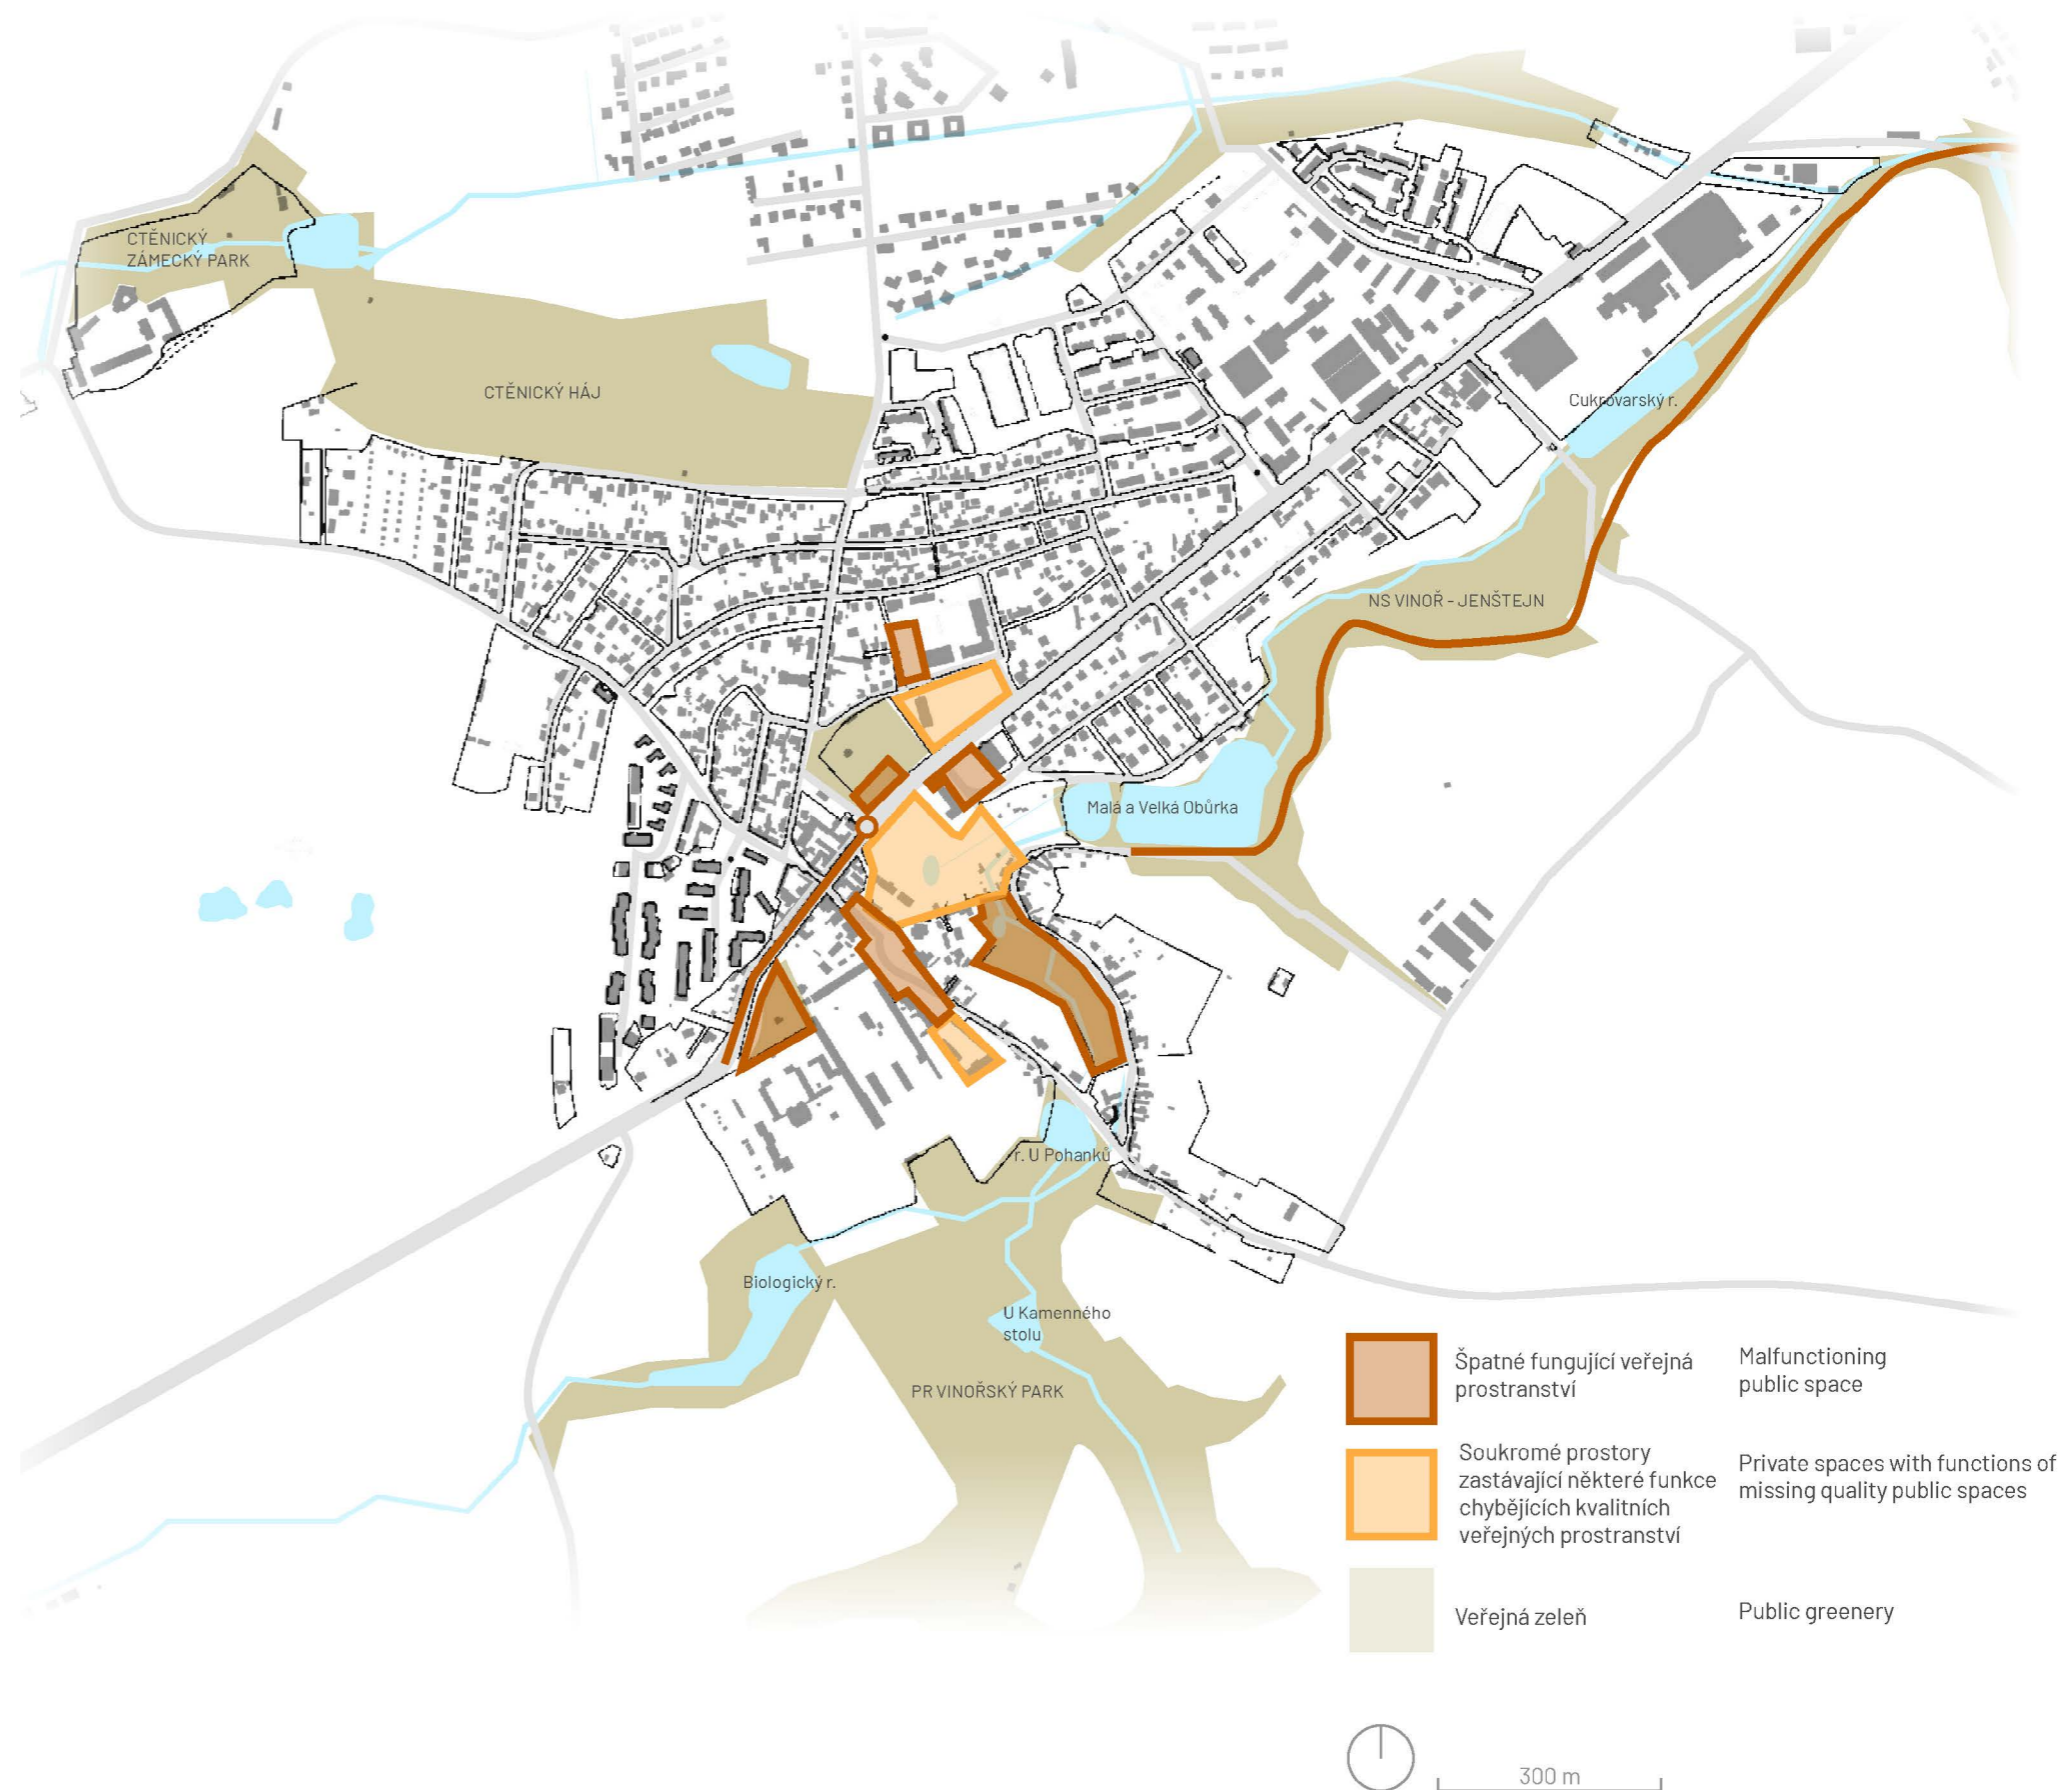 CTĚNICKÝ
ZÁMECKÝ PARK
CTĚNICKÝ HÁJ
Cukrovarský r.
NS VINOŘ - JENŠTEJN
Malá a Velká Obůrka
r. U Pohanků
Biologický r.
U Kamenného
stolu
PR VINOŘSKÝ PARK
Špatné fungující veřejná
prostranství
Malfunctioning
public space
Soukromé prostory
zastávající některé funkce
chybějících kvalitních
veřejných prostranství
Private spaces with functions of
missing quality public spaces
Veřejná zeleň
Public greenery
300 m